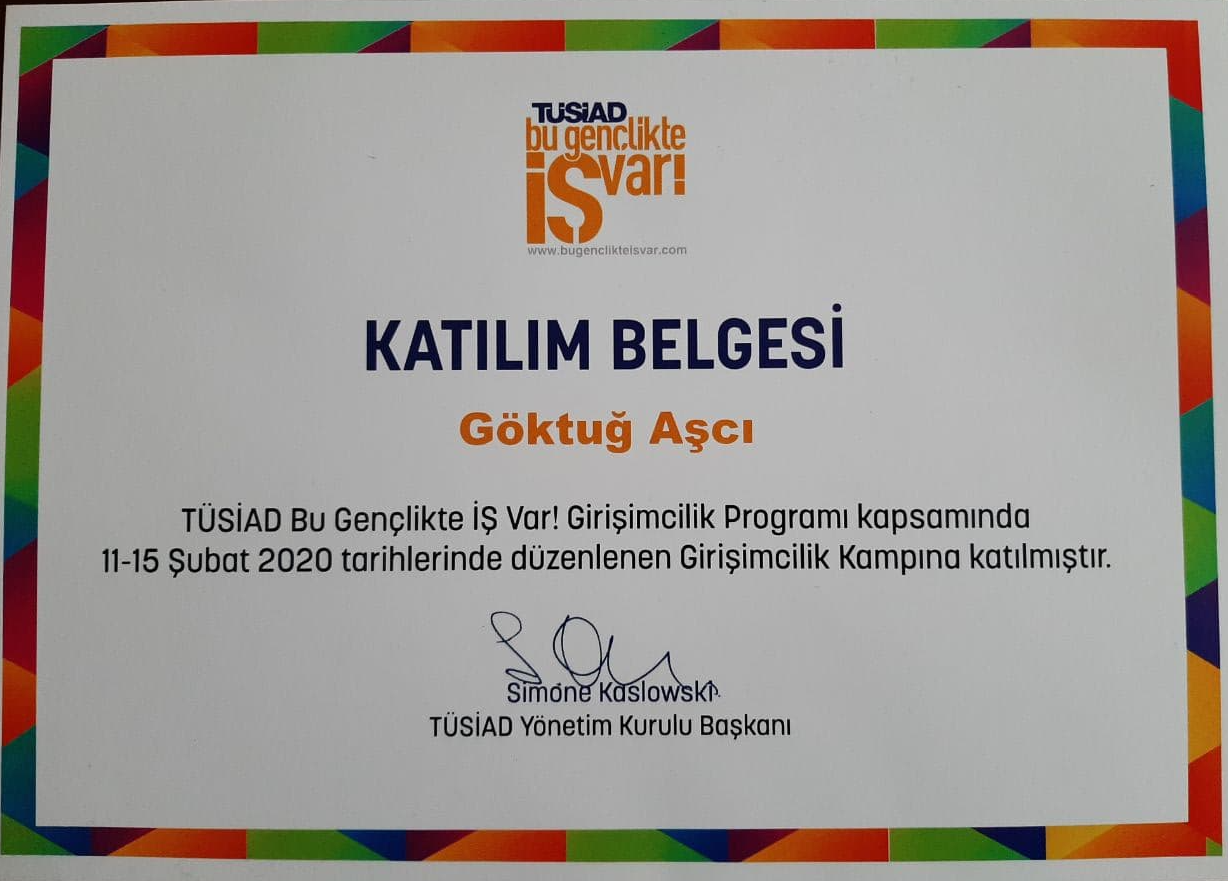 TÜSİAD
bu gençlikte
İŞ var!
www.bugenclikteisvar.com
KATILIM BELGESİ
Göktuğ Aşcı
TÜSİAD Bu Gençlikte İŞ Var! Girişimcilik Programı kapsamında
11-15 Şubat 2020 tarihlerinde düzenlenen Girişimcilik Kampına katılmıştır.
Simone Kaslowski
TÜSİAD Yönetim Kurulu Başkanı